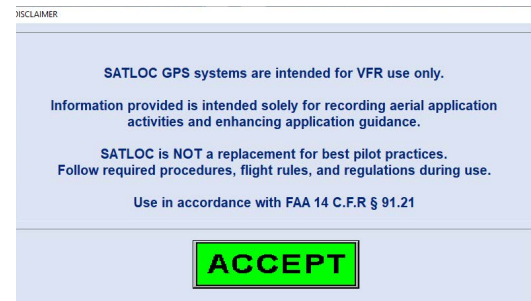 DISCLAIMER
SATLOC GPS systems are intended for VFR use only.
Information provided is intended solely for recording aerial application
activities and enhancing application guidance.
SATLOC is NOT a replacement for best pilot practices.
Follow required procedures, flight rules, and regulations during use.
Use in accordance with FAA 14 C.F.R § 91.21
ACCEPT